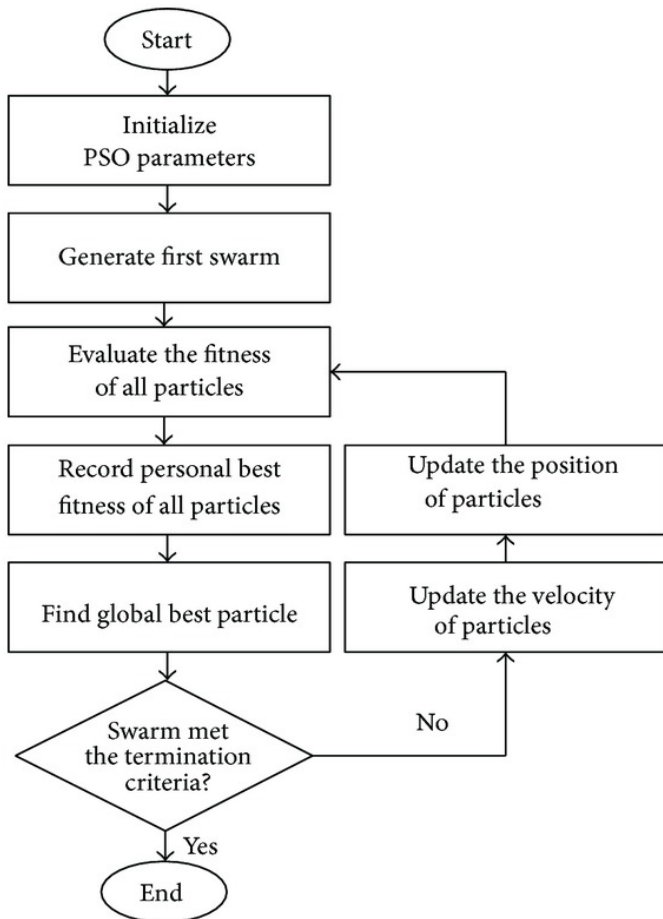 Start
Initialize
PSO parameters
Generate first swarm
Evaluate the fitness
of all particles
Record personal best
fitness of all particles
Find global best particle
Swarm met
the termination
criteria?
Yes
End
No
Update the velocity
of particles
Update the position
of particles